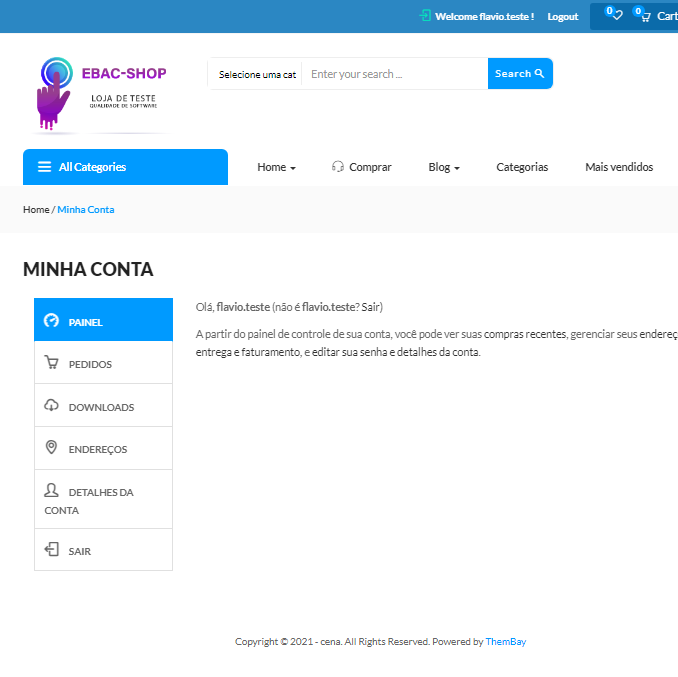 Welcome flavio.teste ! Logout 0 0 Cart
EBAC-SHOP
LOJA DE TESTE
QUALIDADE DE SOFTWARE
Selecione uma cat Enter your search ... Search
All Categories Home Comprar Blog Categorias Mais vendidos
Home / Minha Conta
MINHA CONTA
PAINEL
PEDIDOS
DOWNLOADS
ENDEREÇOS
DETALHES DA
CONTA
SAIR
Olá, flavio.teste (não é flavio.teste? Sair)
A partir do painel de controle de sua conta, você pode ver suas compras recentes, gerenciar seus endereç
entrega e faturamento, e editar sua senha e detalhes da conta.
Copyright © 2021 - cena. All Rights Reserved. Powered by ThemBay